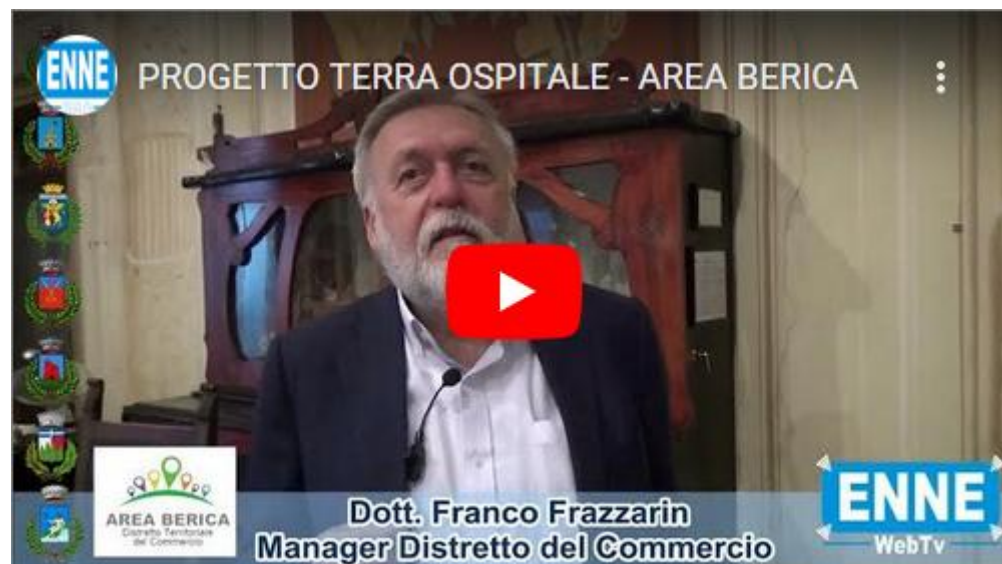 ENNE
PROGETTO TERRA OSPITALE - AREA BERICA
AREA BERICA
Distretto Territoriale
del Commercio
Dott. Franco Frazzarin
Manager Distretto del Commercio
ENNE
WebTv